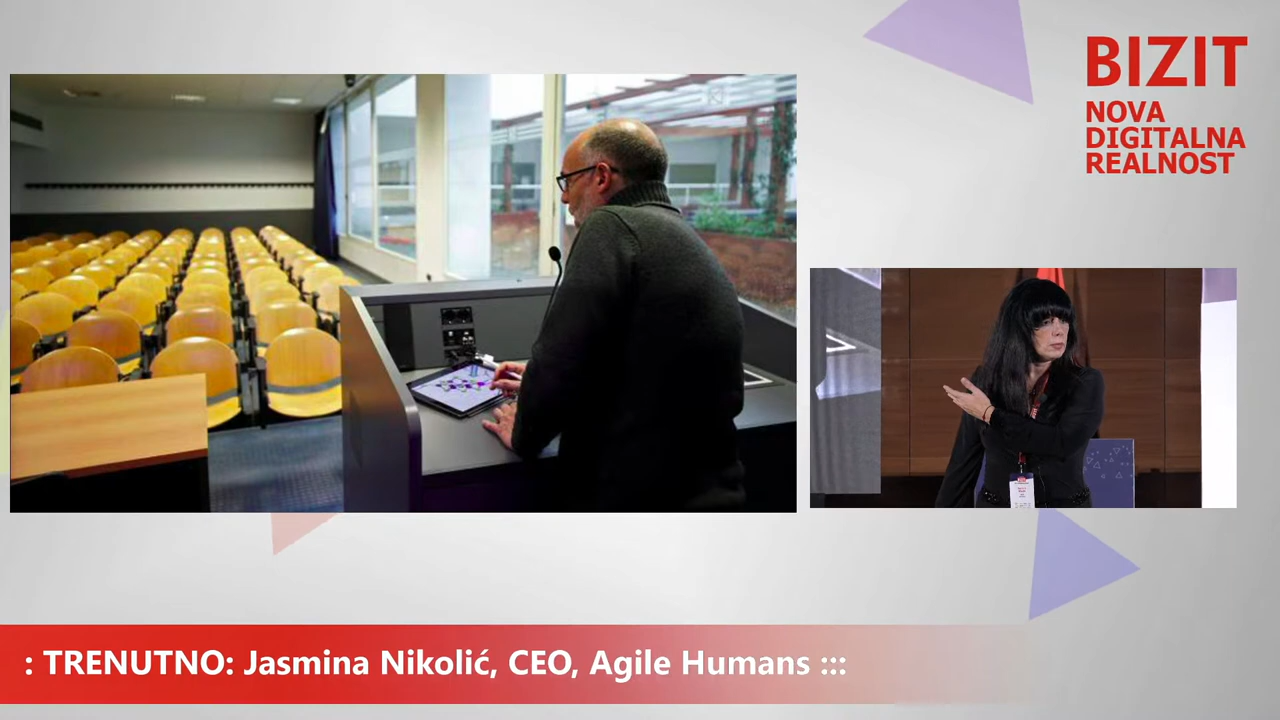 BIZIT
NOVA
DIGITALNA
REALNOST
: TRENUTNO: Jasmina Nikolić, CEO, Agile Humans :::